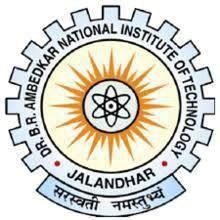 DR. B.R. AMBEDKAR NATIONAL INSTITUTE OF TECHNOLOGY
· JALANDHAR ·
सरस्वती नमस्तुभ्यं